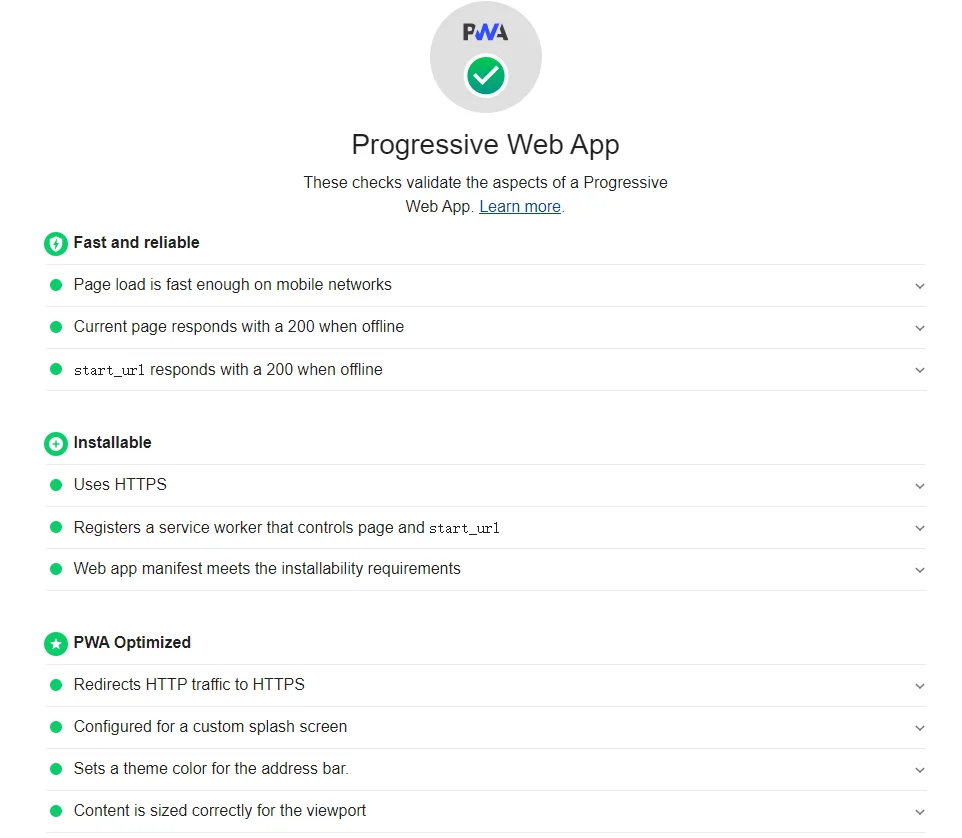 PWA
Progressive Web App
These checks validate the aspects of a Progressive
Web App. Learn more.
Fast and reliable
Page load is fast enough on mobile networks
Current page responds with a 200 when offline
start_url responds with a 200 when offline
Installable
Uses HTTPS
Registers a service worker that controls page and start_url
Web app manifest meets the installability requirements
PWA Optimized
Redirects HTTP traffic to HTTPS
Configured for a custom splash screen
Sets a theme color for the address bar.
Content is sized correctly for the viewport